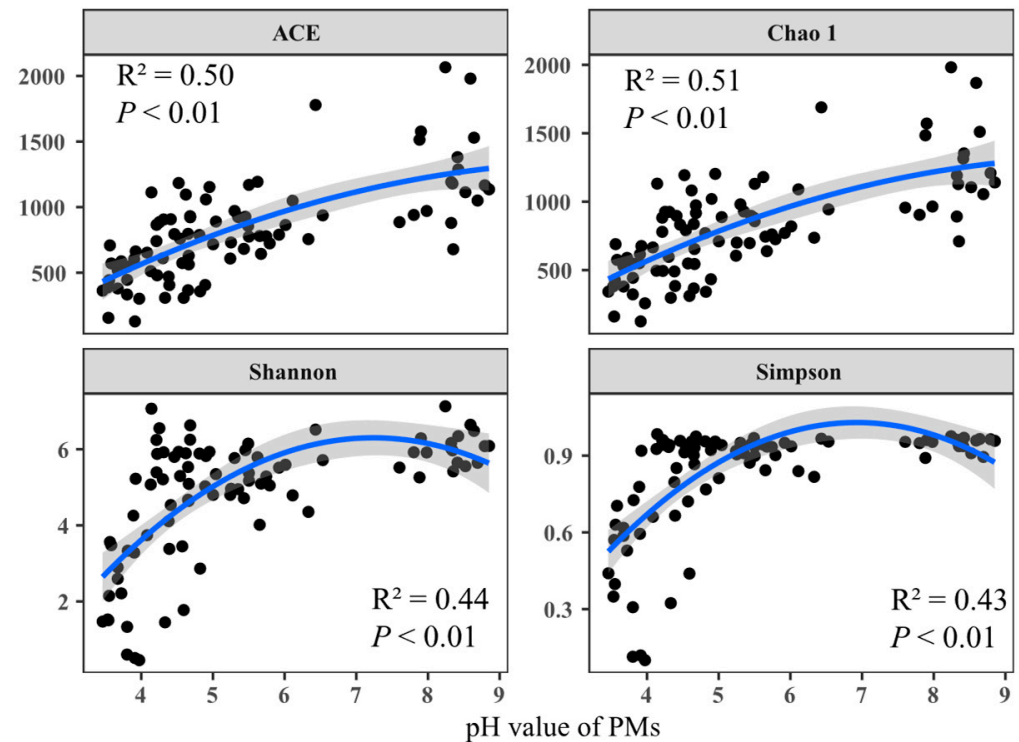 ACE
Chao 1
R² = 0.50
P < 0.01
R² = 0.51
P < 0.01
2000
1500
1000
500
2000
1500
1000
500
Shannon
Simpson
6
4
2
0.9
0.6
0.3
R² = 0.44
P < 0.01
R² = 0.43
P < 0.01
4 5 6 7 8 9
4 5 6 7 8 9
pH value of PMs